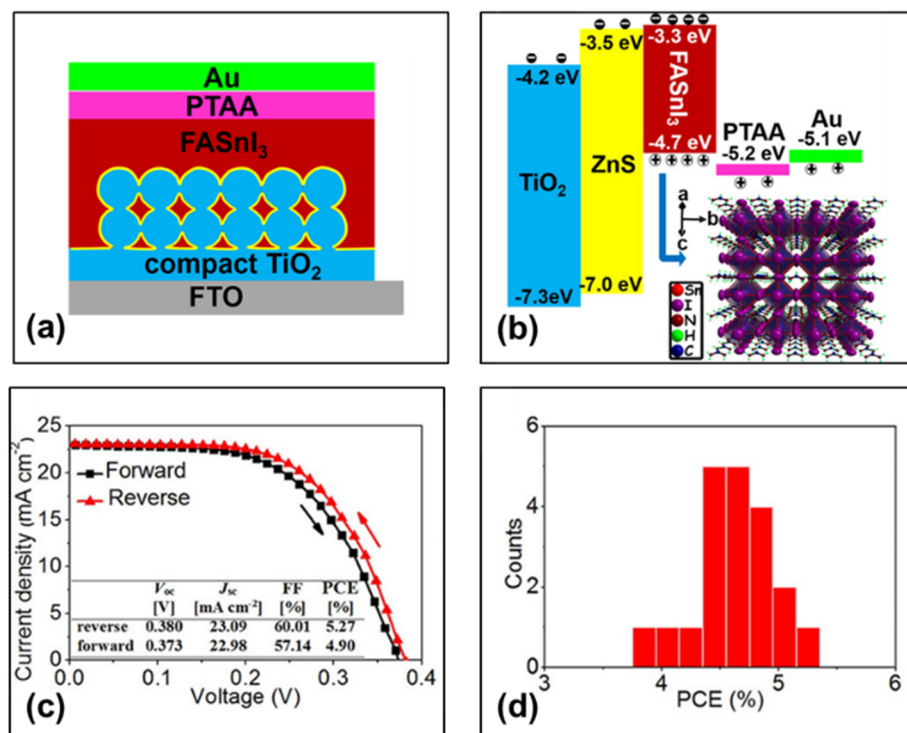 Au
PTAA
FASnI₃
compact TiO₂
FTO
(a)
-4.2 eV
TiO₂
-7.3eV
-3.5 eV
ZnS
-7.0 eV
-3.3 eV
FASnI₃
-4.7 eV
PTAA
-5.2 eV
Au
-5.1 eV
a
b
c
Sn
I
N
H
C
(b)
Current density (mA cm⁻²)
25
20
15
10
5
0
Forward
Reverse
Voc Jsc FF PCE
[V] [mA cm⁻²] [%] [%]
reverse 0.380 23.09 60.01 5.27
forward 0.373 22.98 57.14 4.90
0.0 0.1 0.2 0.3 0.4
Voltage (V)
(c)
Counts
6
4
2
0
3 4 5 6
PCE (%)
(d)